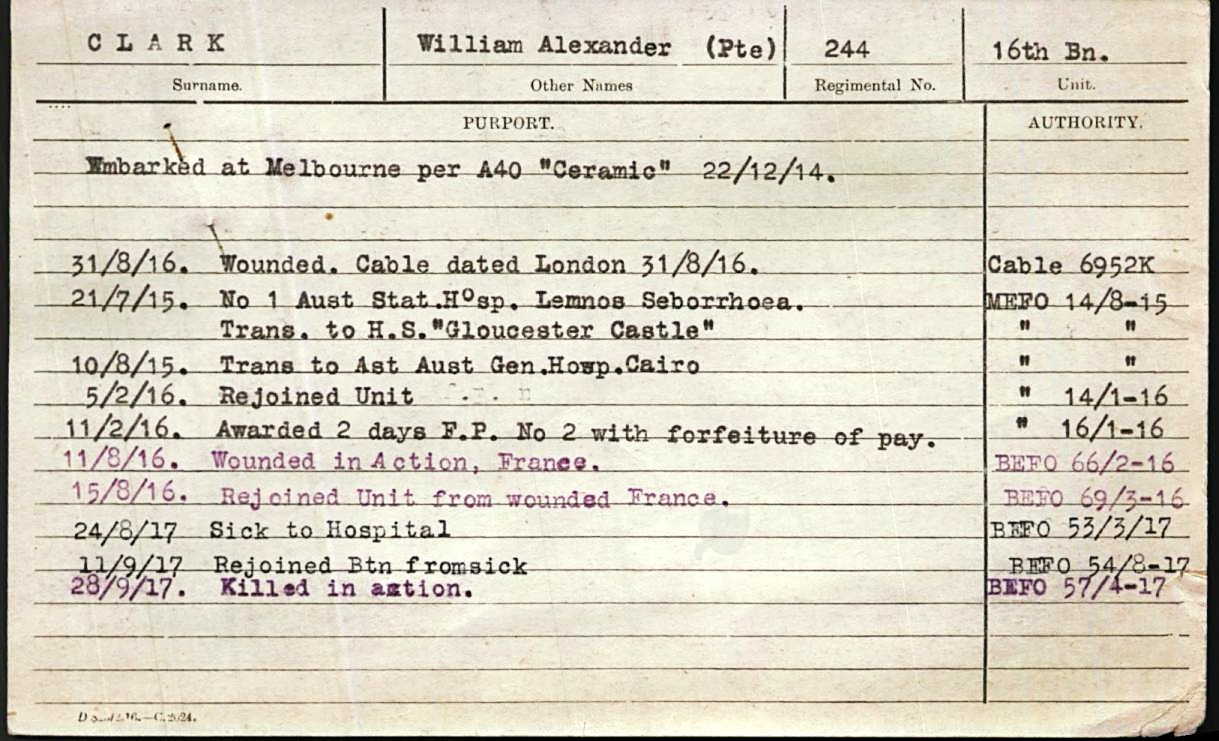 CLARK William Alexander (Pte) 244 16th Bn.
Surname. Other Names Regimental No. Unit.
PURPORT. AUTHORITY.
Embarked at Melbourne per A40 "Ceramic" 22/12/14.
31/8/16. Wounded. Cable dated London 31/8/16. Cable 6952K
21/7/15. No 1 Aust Stat.Hosp. Lemnos Seborrhoea. MEFO 14/8-15
Trans. to H.S."Gloucester Castle" " "
10/8/15. Trans to Ast Aust Gen.Howp.Cairo " "
5/2/16. Rejoined Unit " 14/1-16
11/2/16. Awarded 2 days F.P. No 2 with forfeiture of pay. " 16/1-16
11/8/16. Wounded in Action, France. BEFO 66/2-16
15/8/16. Rejoined Unit from wounded France. BEFO 69/3-16
24/8/17 Sick to Hospital BEFO 53/3/17
11/9/17 Rejoined Btn fromsick BEFO 54/8-17
28/9/17. Killed in action. BEFO 57/4-17